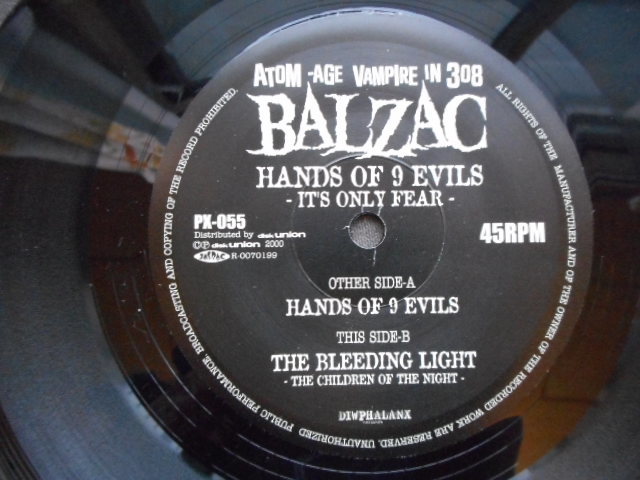 ATOM-AGE VAMPIRE IN 308
BALZAC
HANDS OF 9 EVILS
- IT'S ONLY FEAR -
PX-055
Distributed by disk union
℗© disk union 2000
R-0070199
45RPM
OTHER SIDE-A
HANDS OF 9 EVILS
THIS SIDE-B
THE BLEEDING LIGHT
- THE CHILDREN OF THE NIGHT -
DIWPHALANX
ALL RIGHTS OF THE MANUFACTURER AND OF THE OWNER OF THE RECORDED WORK ARE RESERVED. UNAUTHORIZED PUBLIC PERFORMANCE, BROADCASTING AND COPYING OF THE RECORD PROHIBITED.